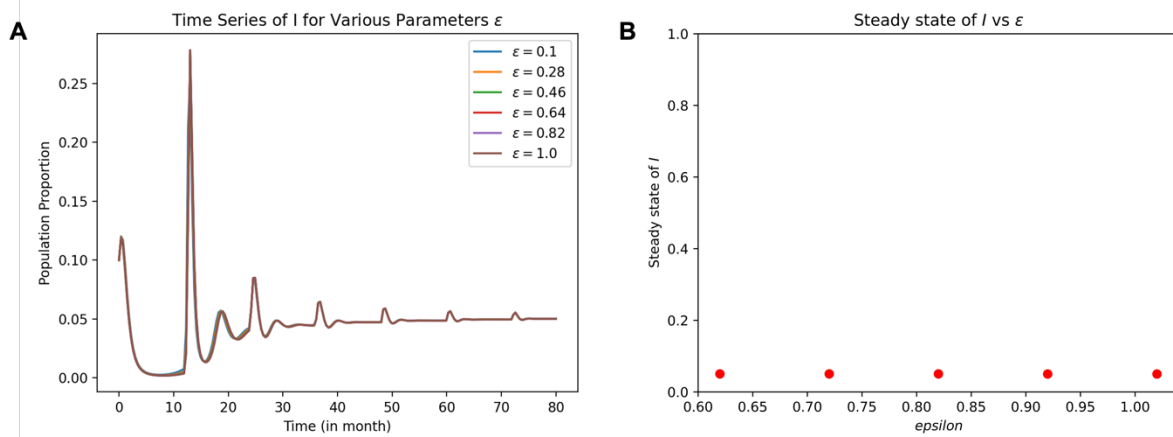 A
Time Series of I for Various Parameters ε
Population Proportion
0.25
0.20
0.15
0.10
0.05
0.00
ε = 0.1
ε = 0.28
ε = 0.46
ε = 0.64
ε = 0.82
ε = 1.0
0 10 20 30 40 50 60 70 80
Time (in month)
B
Steady state of I vs ε
Steady state of I
1.0
0.8
0.6
0.4
0.2
0.0
0.60 0.65 0.70 0.75 0.80 0.85 0.90 0.95 1.00
epsilon